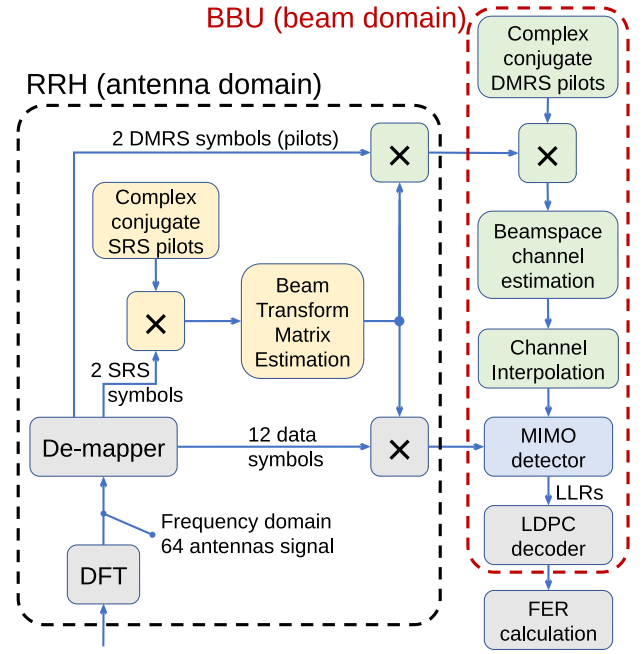 BBU (beam domain)
Complex
conjugate
DMRS pilots
RRH (antenna domain)
2 DMRS symbols (pilots)
×
×
Complex
conjugate
SRS pilots
Beamspace
channel
estimation
Beam
Transform
Matrix
Estimation
×
2 SRS
symbols
Channel
Interpolation
De-mapper
12 data
symbols
×
MIMO
detector
LLRs
Frequency domain
64 antennas signal
LDPC
decoder
DFT
FER
calculation